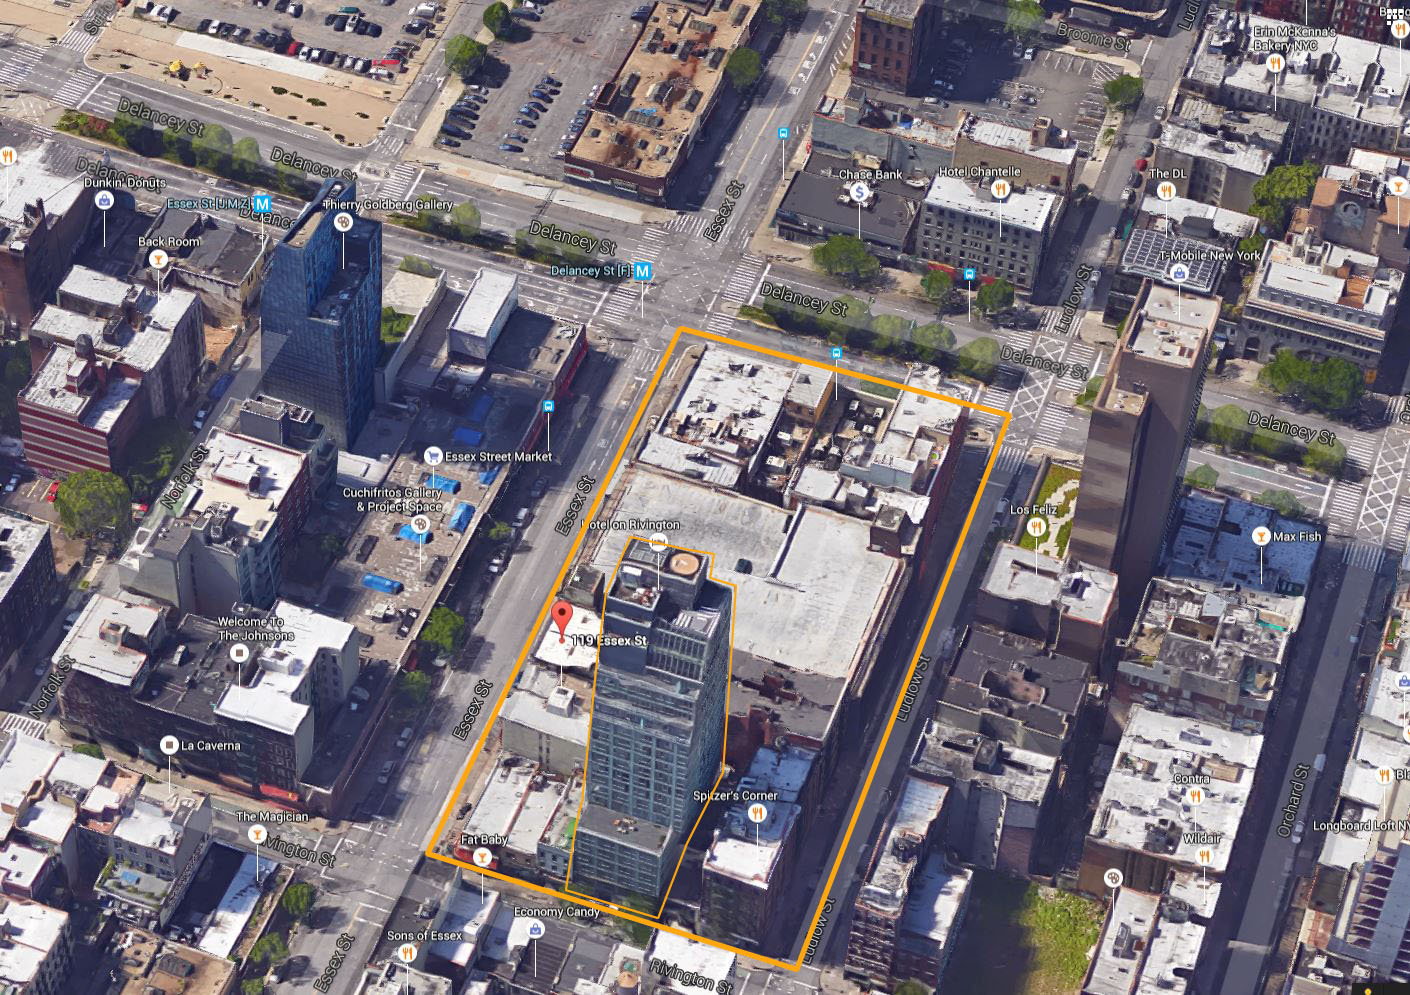 Broome St
Erin McKenna's
Bakery NYC
Delancey St
Delancey St
Dunkin' Donuts
Essex St [J,M,Z]
M
Thierry Goldberg Gallery
Back Room
Chase Bank
$
Hotel Chantelle
The DL
Essex St
Delancey St
Delancey St [F]
M
T-Mobile New York
Ludlow St
Delancey St
Delancey St
Delancey St
Essex Street Market
Norfolk St
Cuchifritos Gallery
& Project Space
Essex St
Hotel on Rivington
Los Feliz
Max Fish
119 Essex St
Welcome To
The Johnsons
Norfolk St
Essex St
Ludlow St
La Caverna
Contra
Spitzer's Corner
Orchard St
The Magician
Fat Baby
Wildair
Longboard Loft NY
Economy Candy
Sons of Essex
Ludlow St
Essex St
Rivington St